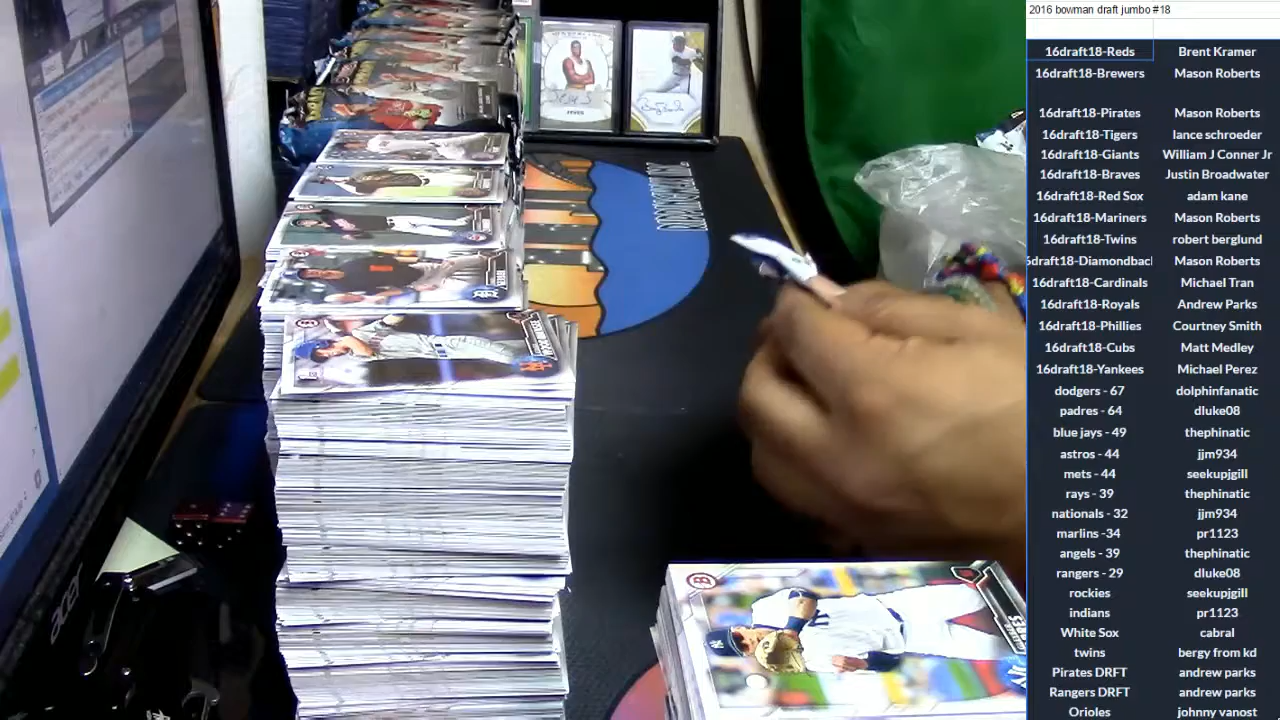 2016 bowman draft jumbo #18
16draft18-Reds Brent Kramer
16draft18-Brewers Mason Roberts
16draft18-Pirates Mason Roberts
16draft18-Tigers lance schroeder
16draft18-Giants William J Conner Jr
16draft18-Braves Justin Broadwater
16draft18-Red Sox adam kane
16draft18-Mariners Mason Roberts
16draft18-Twins robert berglund
6draft18-Diamondbacl Mason Roberts
16draft18-Cardinals Michael Tran
16draft18-Royals Andrew Parks
16draft18-Phillies Courtney Smith
16draft18-Cubs Matt Medley
16draft18-Yankees Michael Perez
dodgers - 67 dolphinfanatic
padres - 64 dluke08
blue jays - 49 thephinatic
astros - 44 jjm934
mets - 44 seekupjgill
rays - 39 thephinatic
nationals - 32 jjm934
marlins -34 pr1123
angels - 39 thephinatic
rangers - 29 dluke08
rockies seekupjgill
indians pr1123
White Sox cabral
twins bergy from kd
Pirates DRFT andrew parks
Rangers DRFT andrew parks
Orioles johnny vanost
acer